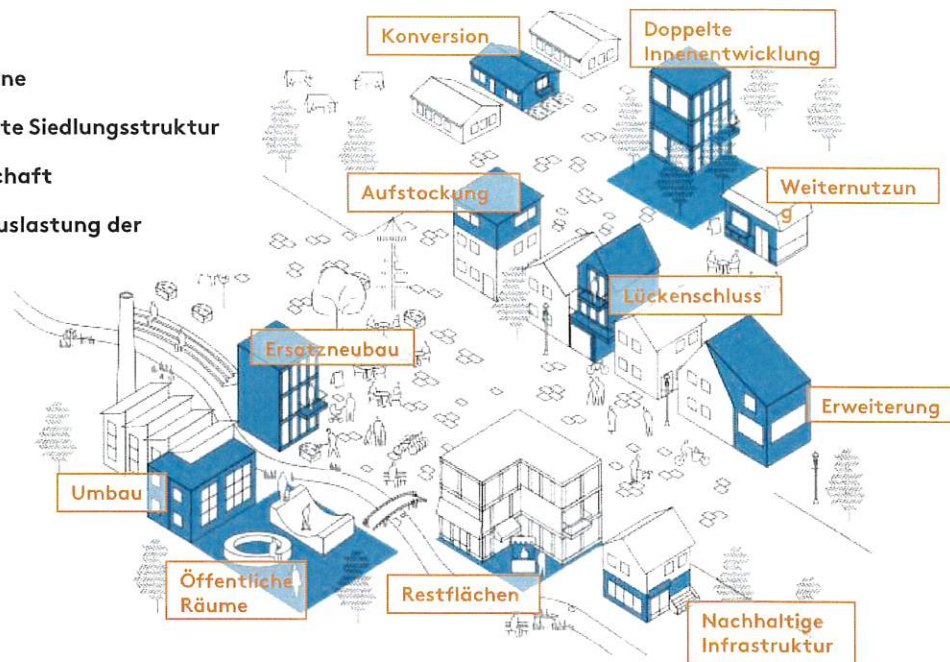 ne
te Siedlungsstruktur
chaft
uslastung der
Konversion
Doppelte
Innenentwicklung
Aufstockung
Weiternutzun
g
Lückenschluss
Ersatzneubau
Erweiterung
Umbau
Öffentliche
Räume
Restflächen
Nachhaltige
Infrastruktur